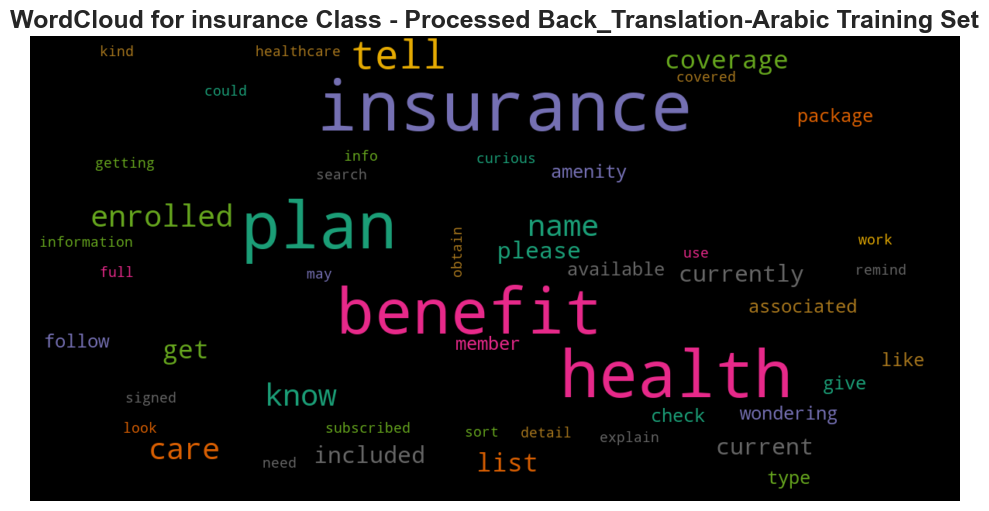 WordCloud for insurance Class - Processed Back_Translation-Arabic Training Set
kind healthcare tell coverage
covered
could insurance package
getting info curious
search amenity
enrolled plan name
information obtain please work
full may available use currently remind
benefit associated
follow get member like
health
signed know give
check wondering
look subscribed sort detail explain
care need included list current
type